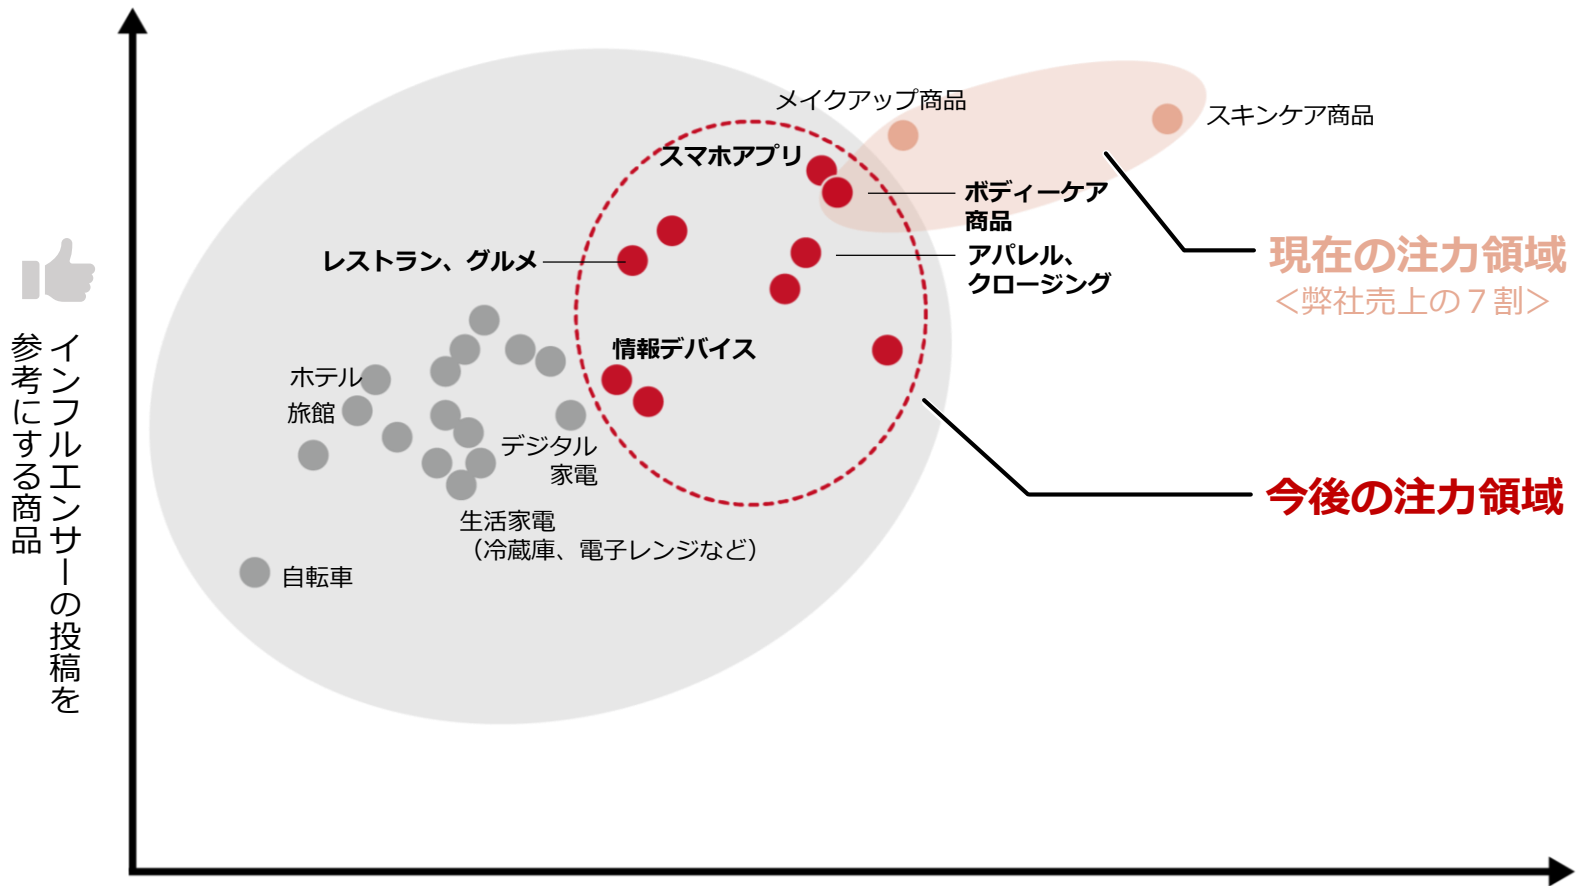 メイクアップ商品
スキンケア商品
スマホアプリ
ボディーケア
商品
レストラン、グルメ
アパレル、
クロージング
現在の注力領域
＜弊社売上の７割＞
情報デバイス
インフルエンサーの投稿を
参考にする商品
ホテル
旅館
デジタル
家電
今後の注力領域
生活家電
（冷蔵庫、電子レンジなど）
自転車